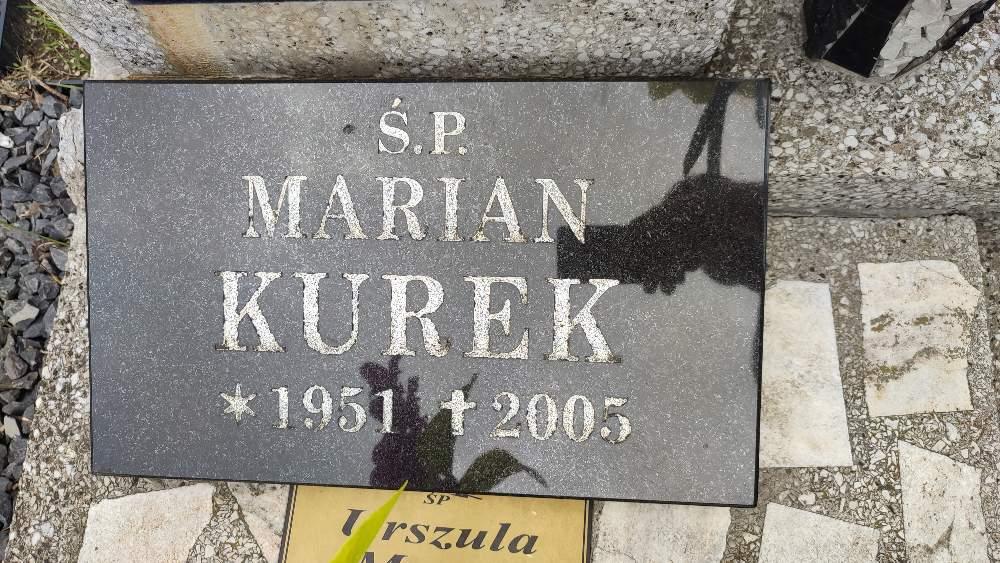 Ś.P.
MARIAN
KUREK
* 1951 ✝ 2005
ŚP
Urszula